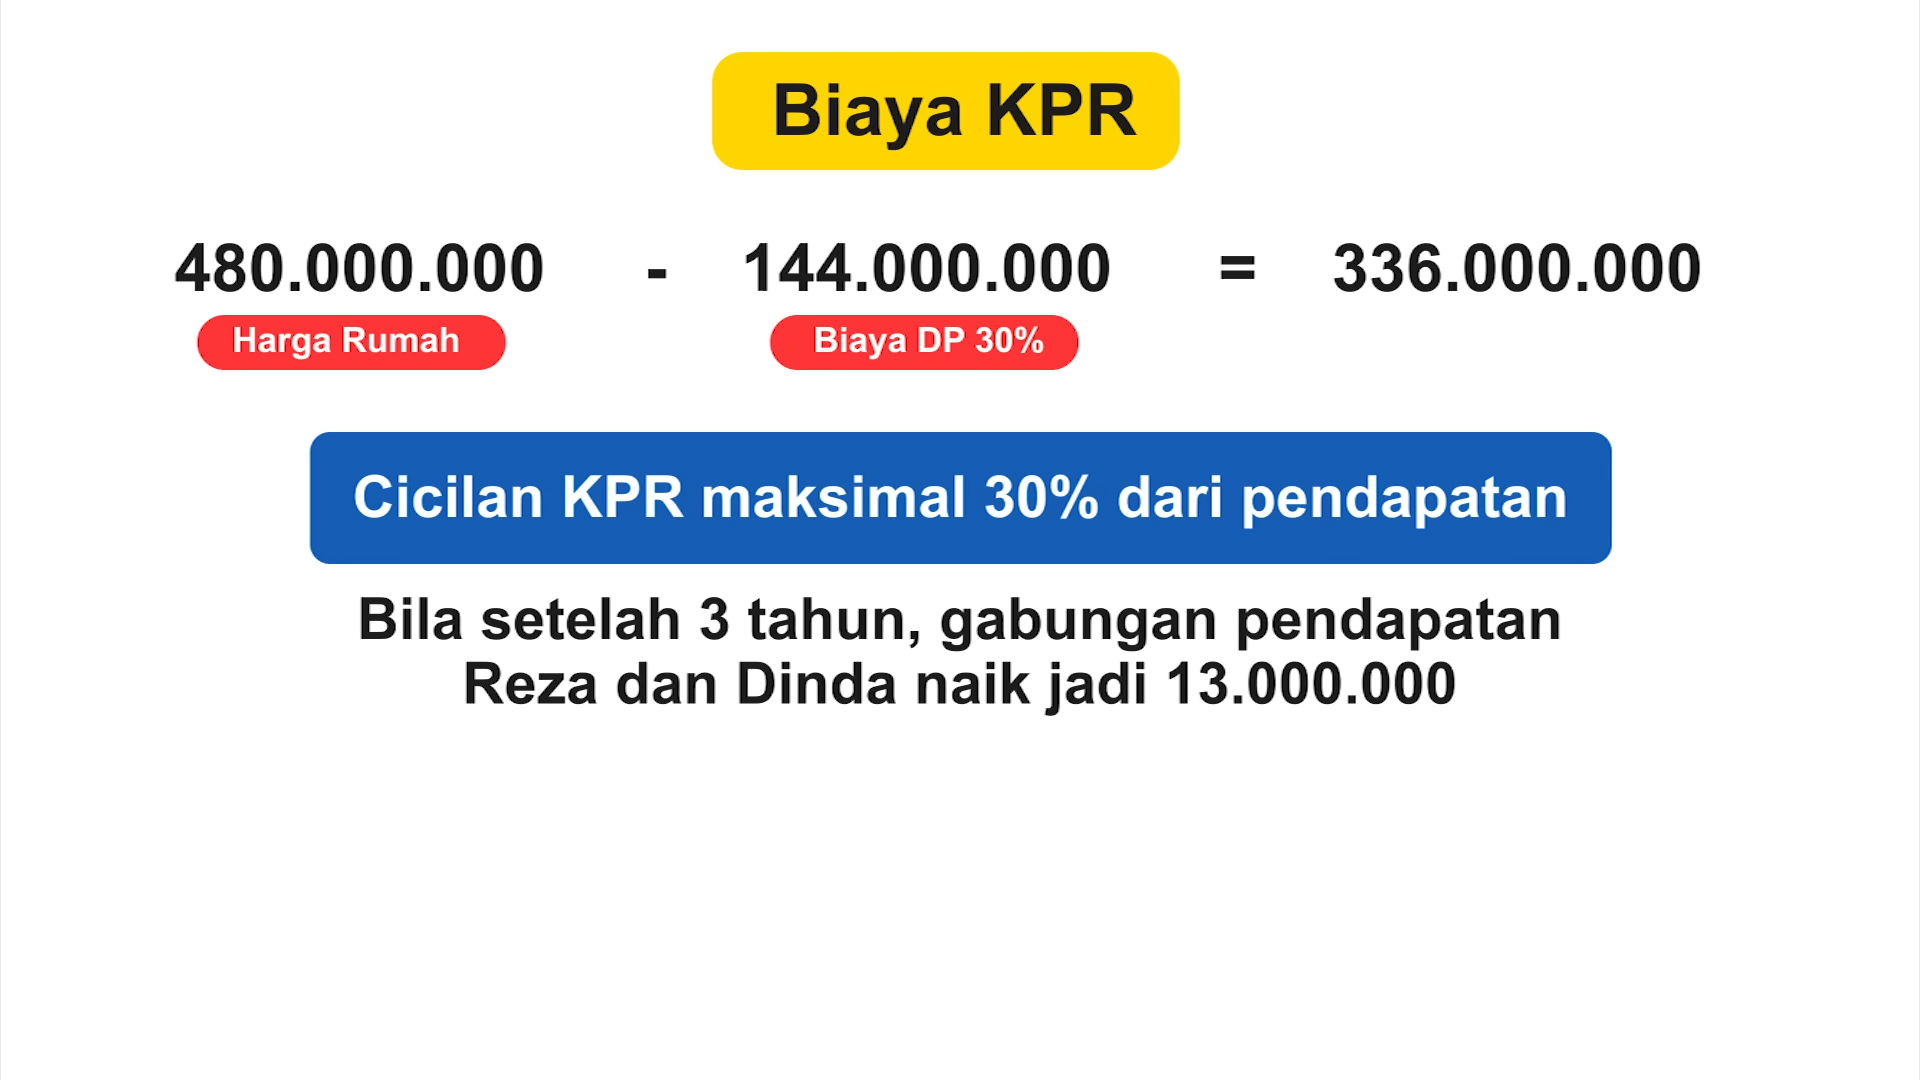 Biaya KPR
480.000.000 - 144.000.000 = 336.000.000
Harga Rumah Biaya DP 30%
Cicilan KPR maksimal 30% dari pendapatan
Bila setelah 3 tahun, gabungan pendapatan
Reza dan Dinda naik jadi 13.000.000